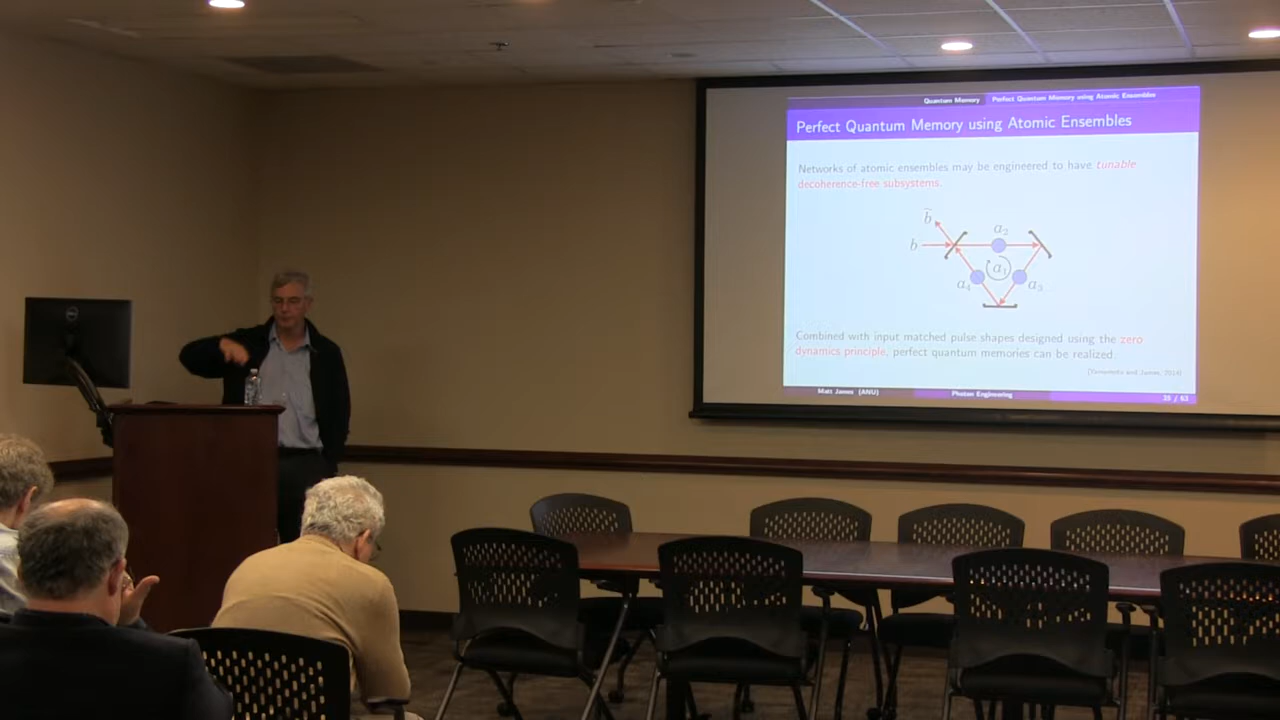 Quantum Memory Perfect Quantum Memory using Atomic Ensembles
Perfect Quantum Memory using Atomic Ensembles
Networks of atomic ensembles may be engineered to have tunable
decoherence-free subsystems.
b̃
b
a₂
a₁
a₄
a₃
Combined with input matched pulse shapes designed using the zero
dynamics principle, perfect quantum memories can be realized.
[Yamamoto and James, 2014]
Matt James (ANU) Photon Engineering 35 / 63
DELL